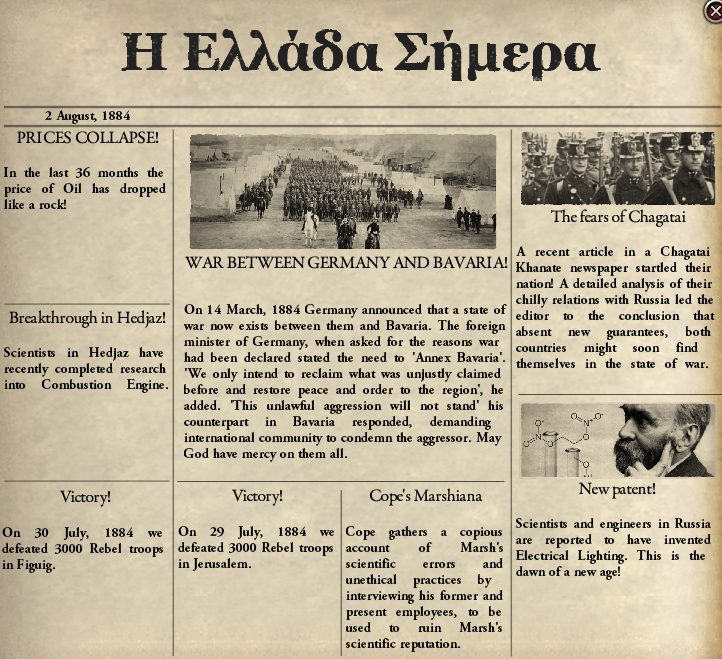 Η Ελλάδα Σήμερα
2 August, 1884
PRICES COLLAPSE!
In the last 36 months the
price of Oil has dropped
like a rock!
Breakthrough in Hedjaz!
Scientists in Hedjaz have
recently completed research
into Combustion Engine.
Victory!
On 30 July, 1884 we
defeated 3000 Rebel troops
in Figuig.
WAR BETWEEN GERMANY AND BAVARIA!
On 14 March, 1884 Germany announced that a state of
war now exists between them and Bavaria. The foreign
minister of Germany, when asked for the reasons war
had been declared stated the need to 'Annex Bavaria'.
'We only intend to reclaim what was unjustly claimed
before and restore peace and order to the region', he
added. 'This unlawful aggression will not stand' his
counterpart in Bavaria responded, demanding
international community to condemn the aggressor. May
God have mercy on them all.
Victory!
On 29 July, 1884 we
defeated 3000 Rebel troops
in Jerusalem.
Cope's Marshiana
Cope gathers a copious
account of Marsh's
scientific errors and
unethical practices by
interviewing his former and
present employees, to be
used to ruin Marsh's
scientific reputation.
The fears of Chagatai
A recent article in a Chagatai
Khanate newspaper startled their
nation! A detailed analysis of their
chilly relations with Russia led the
editor to the conclusion that
absent new guarantees, both
countries might soon find
themselves in the state of war.
New patent!
Scientists and engineers in Russia
are reported to have invented
Electrical Lighting. This is the
dawn of a new age!